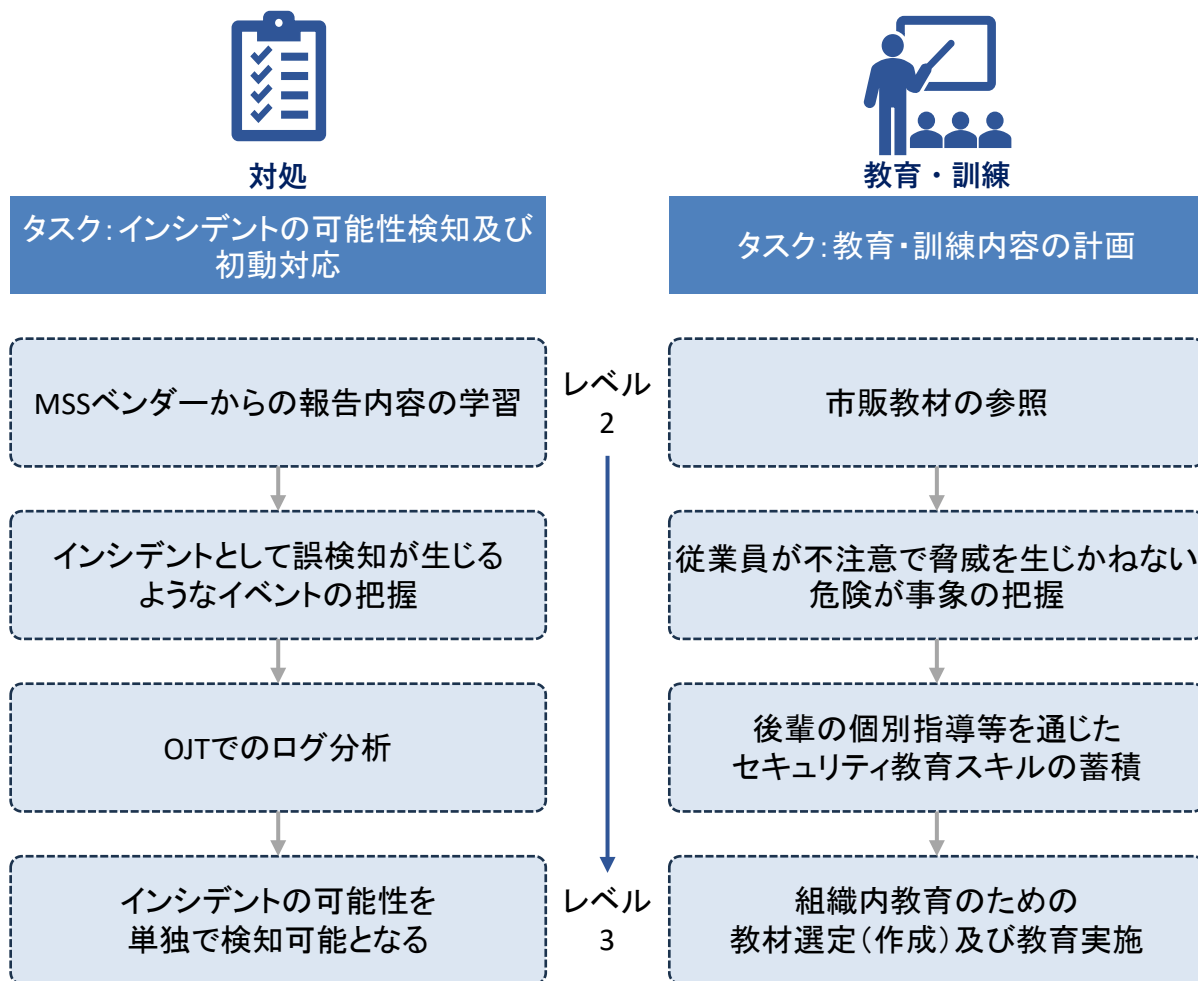 対処
タスク：インシデントの可能性検知及び
初動対応
MSSベンダーからの報告内容の学習
インシデントとして誤検知が生じる
ようなイベントの把握
OJTでのログ分析
インシデントの可能性を
単独で検知可能となる
レベル
2
レベル
3
教育・訓練
タスク：教育・訓練内容の計画
市販教材の参照
従業員が不注意で脅威を生じかねない
危険が事象の把握
後輩の個別指導等を通じた
セキュリティ教育スキルの蓄積
組織内教育のための
教材選定（作成）及び教育実施